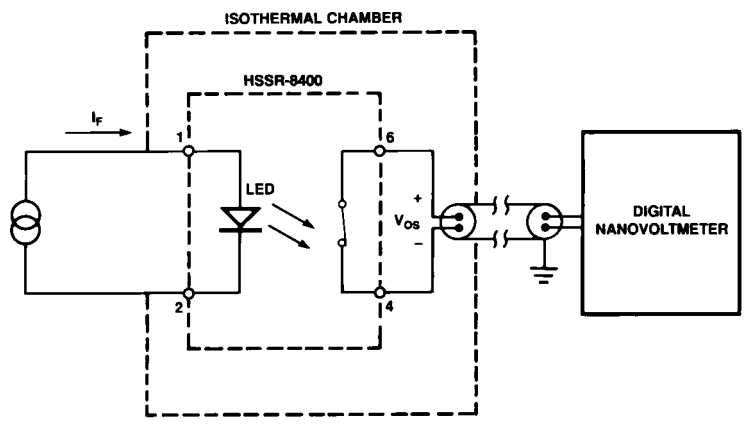 ISOTHERMAL CHAMBER
HSSR-8400
IF
1
6
LED
+
VOS
−
2
4
DIGITAL
NANOVOLTMETER